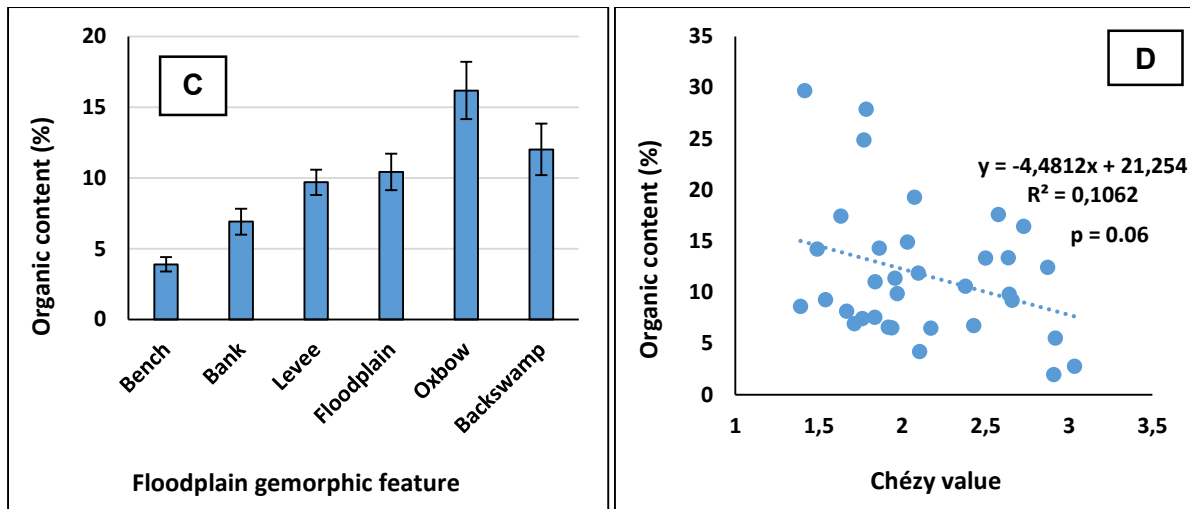 C
Organic content (%)
20
15
10
5
0
Bench
Bank
Levee
Floodplain
Oxbow
Backswamp
Floodplain gemorphic feature
D
Organic content (%)
35
30
25
20
15
10
5
0
y = -4,4812x + 21,254
R² = 0,1062
p = 0.06
1 1,5 2 2,5 3 3,5
Chézy value